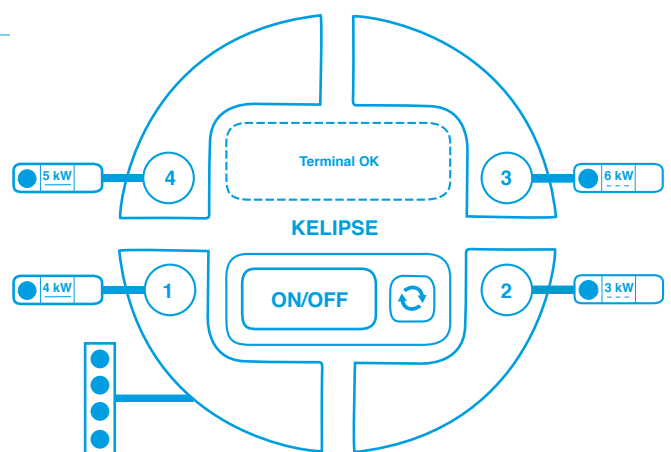 Terminal OK
5 kW
4
3
6 kW
KELIPSE
4 kW
1
ON/OFF
2
3 kW